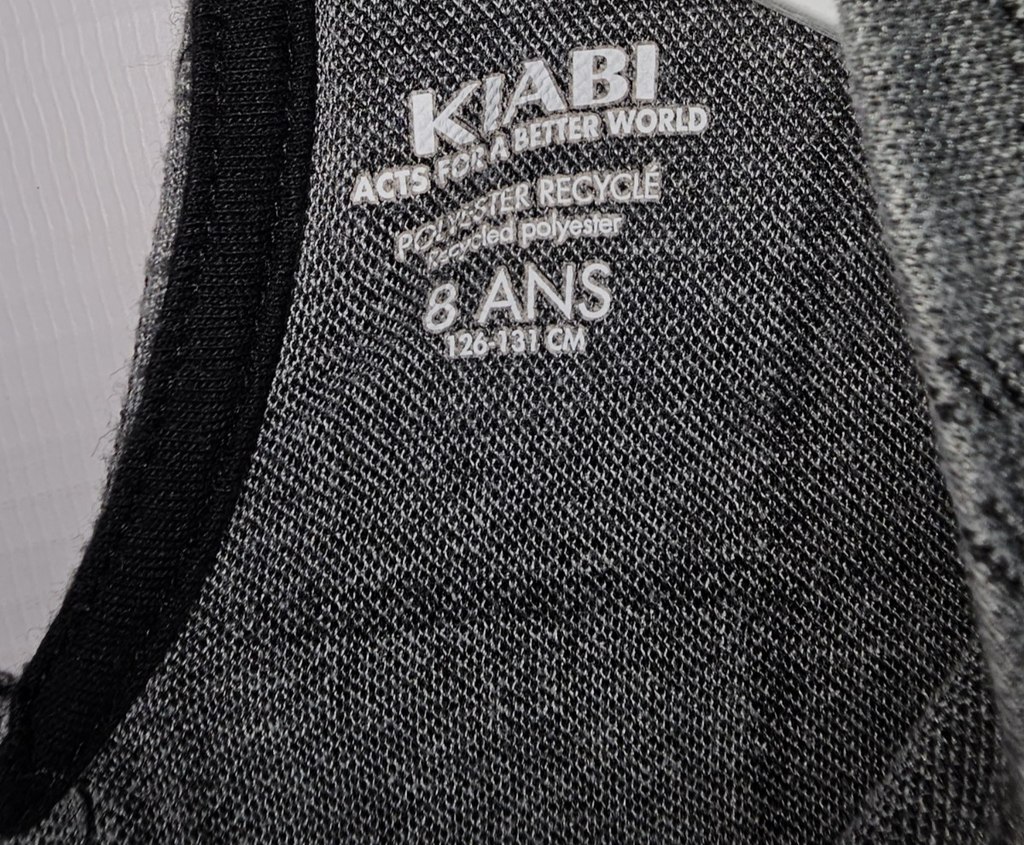 KIABI
ACTS FOR A BETTER WORLD
POLYESTER RECYCLÉ
recycled polyester
8 ANS
126-131 CM